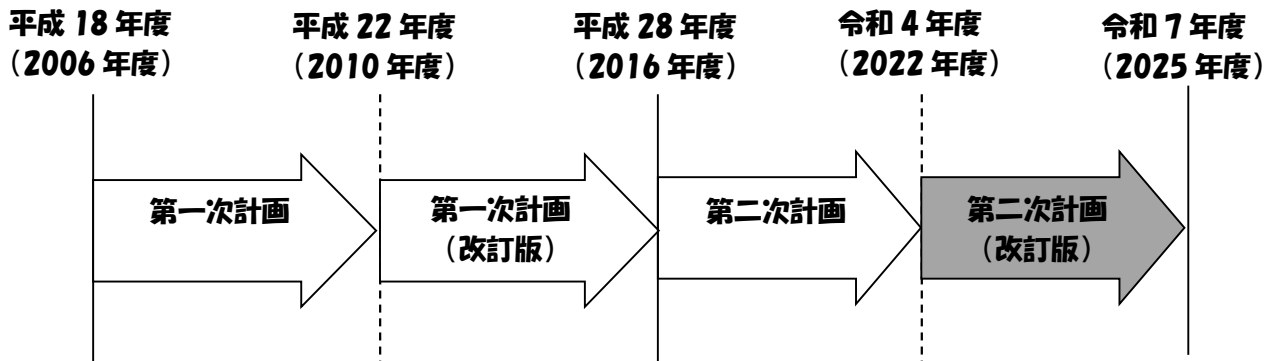 平成 18 年度
（2006 年度）
平成 22 年度
（2010 年度）
平成 28 年度
（2016 年度）
令和 4 年度
（2022 年度）
令和 7 年度
（2025 年度）
第一次計画
第一次計画
（改訂版）
第二次計画
第二次計画
（改訂版）